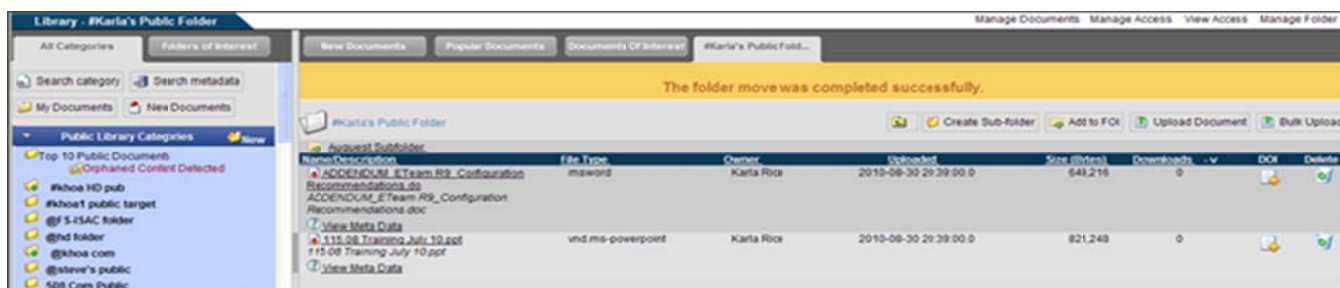 Library - #Karla's Public Folder
Manage Documents Manage Access View Access Manage Folder
All Categories Folders of Interest
New Documents Popular Documents Documents Of Interest #Karla's Public Fold...
Search category Search metadata
My Documents New Documents
Public Library Categories New
Top 10 Public Documents
Orphaned Content Detected
#khoa HD pub
#khoa1 public target
@FS-ISAC folder
@hd folder
@khoa com
@steve's public
508 Com Public
The folder move was completed successfully.
#Karla's Public Folder
Create Sub-folder Add to FOI Upload Document Bulk Upload
August Subfolder
Name/Description File Type Owner Uploaded Size (Bytes) Downloads - v DOI Delete
ADDENDUM_ETeam R9_Configuration msword Karla Rice 2010-08-30 20:39:00.0 649,216 0
Recommendations.do
ADDENDUM_ETeam R9_Configuration
Recommendations.doc
View Meta Data
115.08 Training July 10.ppt vnd.ms-powerpoint Karla Rice 2010-08-30 20:39:00.0 821,248 0
115.08 Training July 10.ppt
View Meta Data